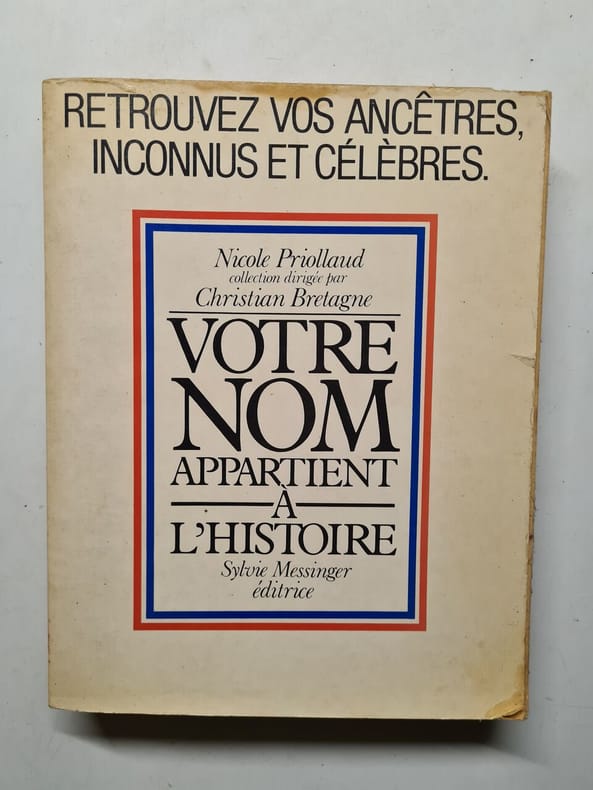 RETROUVEZ VOS ANCÊTRES,
INCONNUS ET CÉLÈBRES.
Nicole Priollaud
collection dirigée par
Christian Bretagne
VOTRE
NOM
APPARTIENT
À
L'HISTOIRE
Sylvie Messinger
éditrice